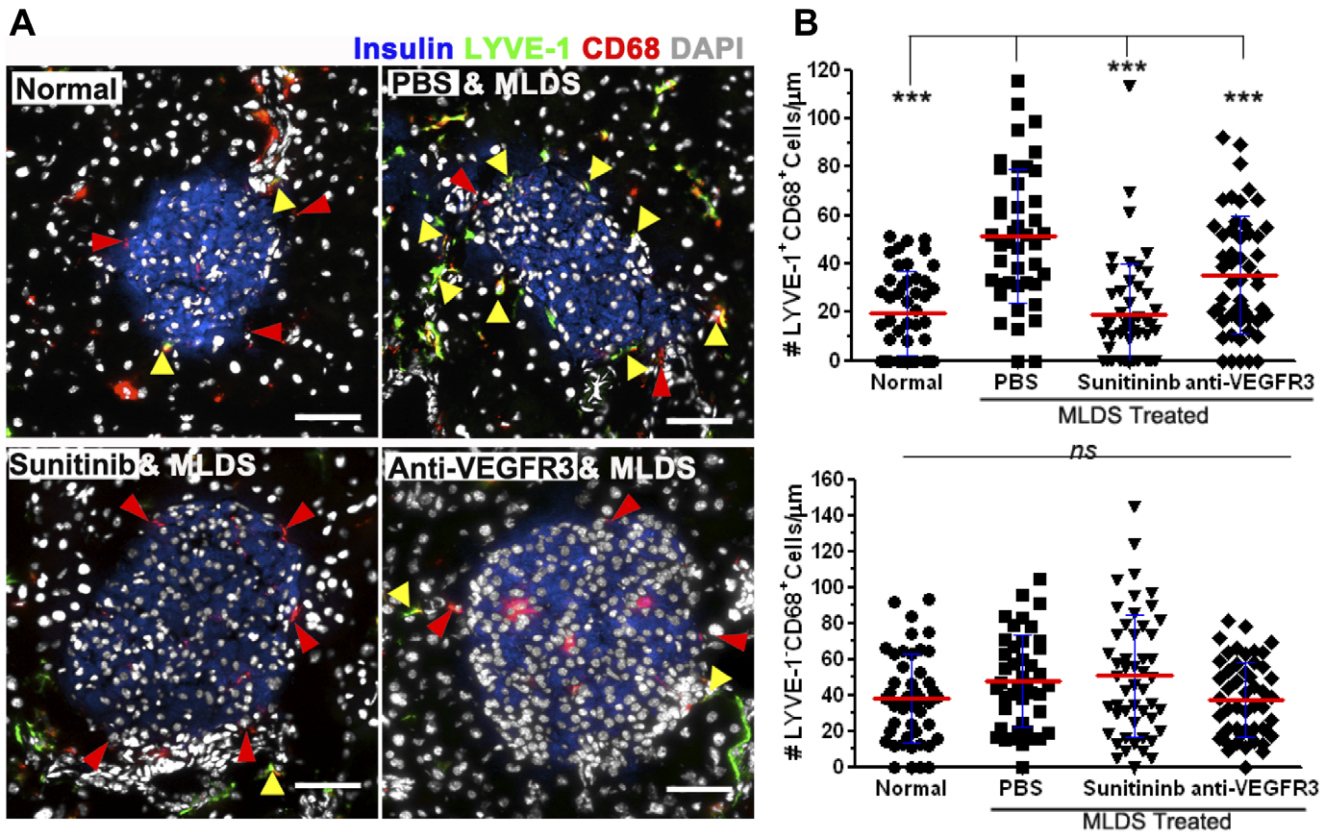 A
Insulin LYVE-1 CD68 DAPI
Normal
PBS & MLDS
Sunitinib & MLDS
Anti-VEGFR3 & MLDS
B
***
***
***
# LYVE-1⁺CD68⁺Cells/μm
120
100
80
60
40
20
0
Normal PBS Sunitininb anti-VEGFR3
MLDS Treated
ns
# LYVE-1⁻CD68⁺Cells/μm
160
140
120
100
80
60
40
20
0
Normal PBS Sunitininb anti-VEGFR3
MLDS Treated